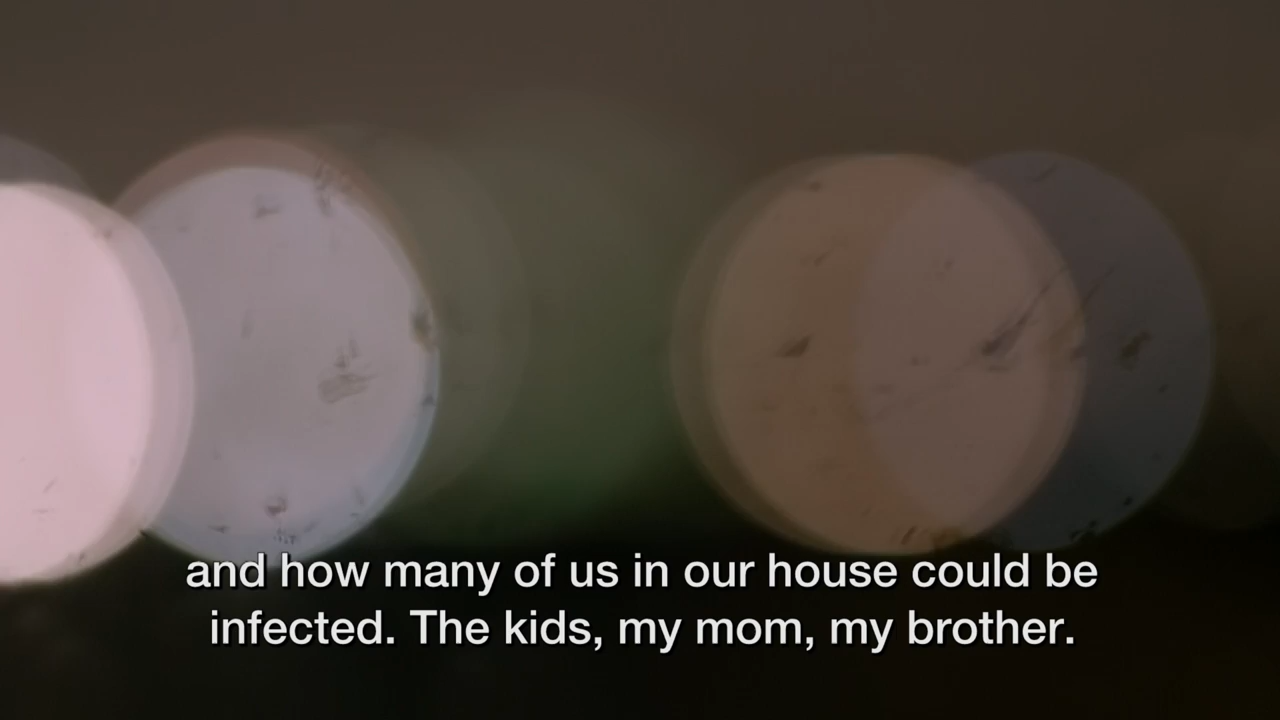 and how many of us in our house could be
infected. The kids, my mom, my brother.